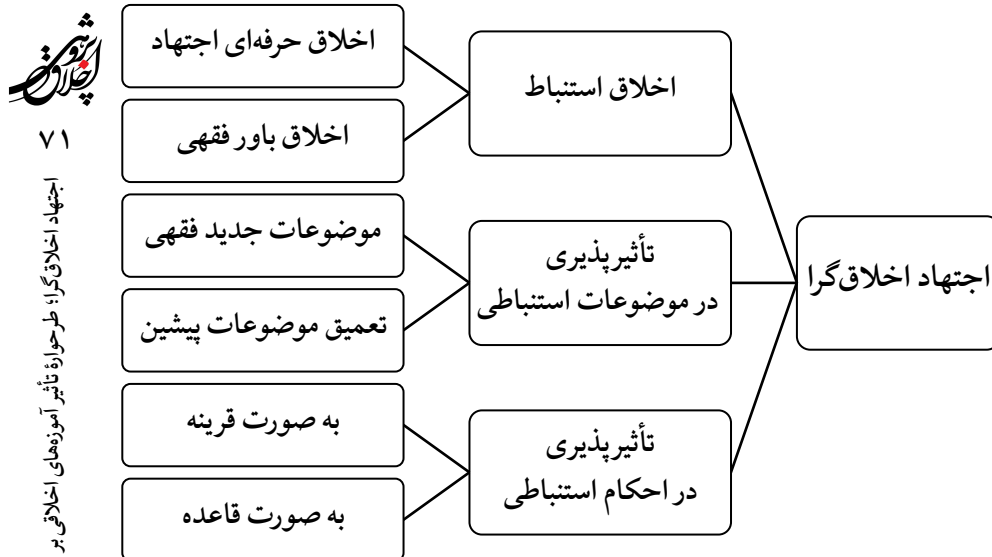 اجتهاد اخلاق‌گرا
اخلاق استنباط
اخلاق حرفه‌ای اجتهاد
اخلاق باور فقهی
تأثیرپذیری
در موضوعات استنباطی
موضوعات جدید فقهی
تعمیق موضوعات پیشین
تأثیرپذیری
در احکام استنباطی
به صورت قرینه
به صورت قاعده
اخلاق پژوهی
۷۱
اجتهاد اخلاق‌گرا؛ طرحوارهٔ تأثیر آموزه‌های اخلاقی بر